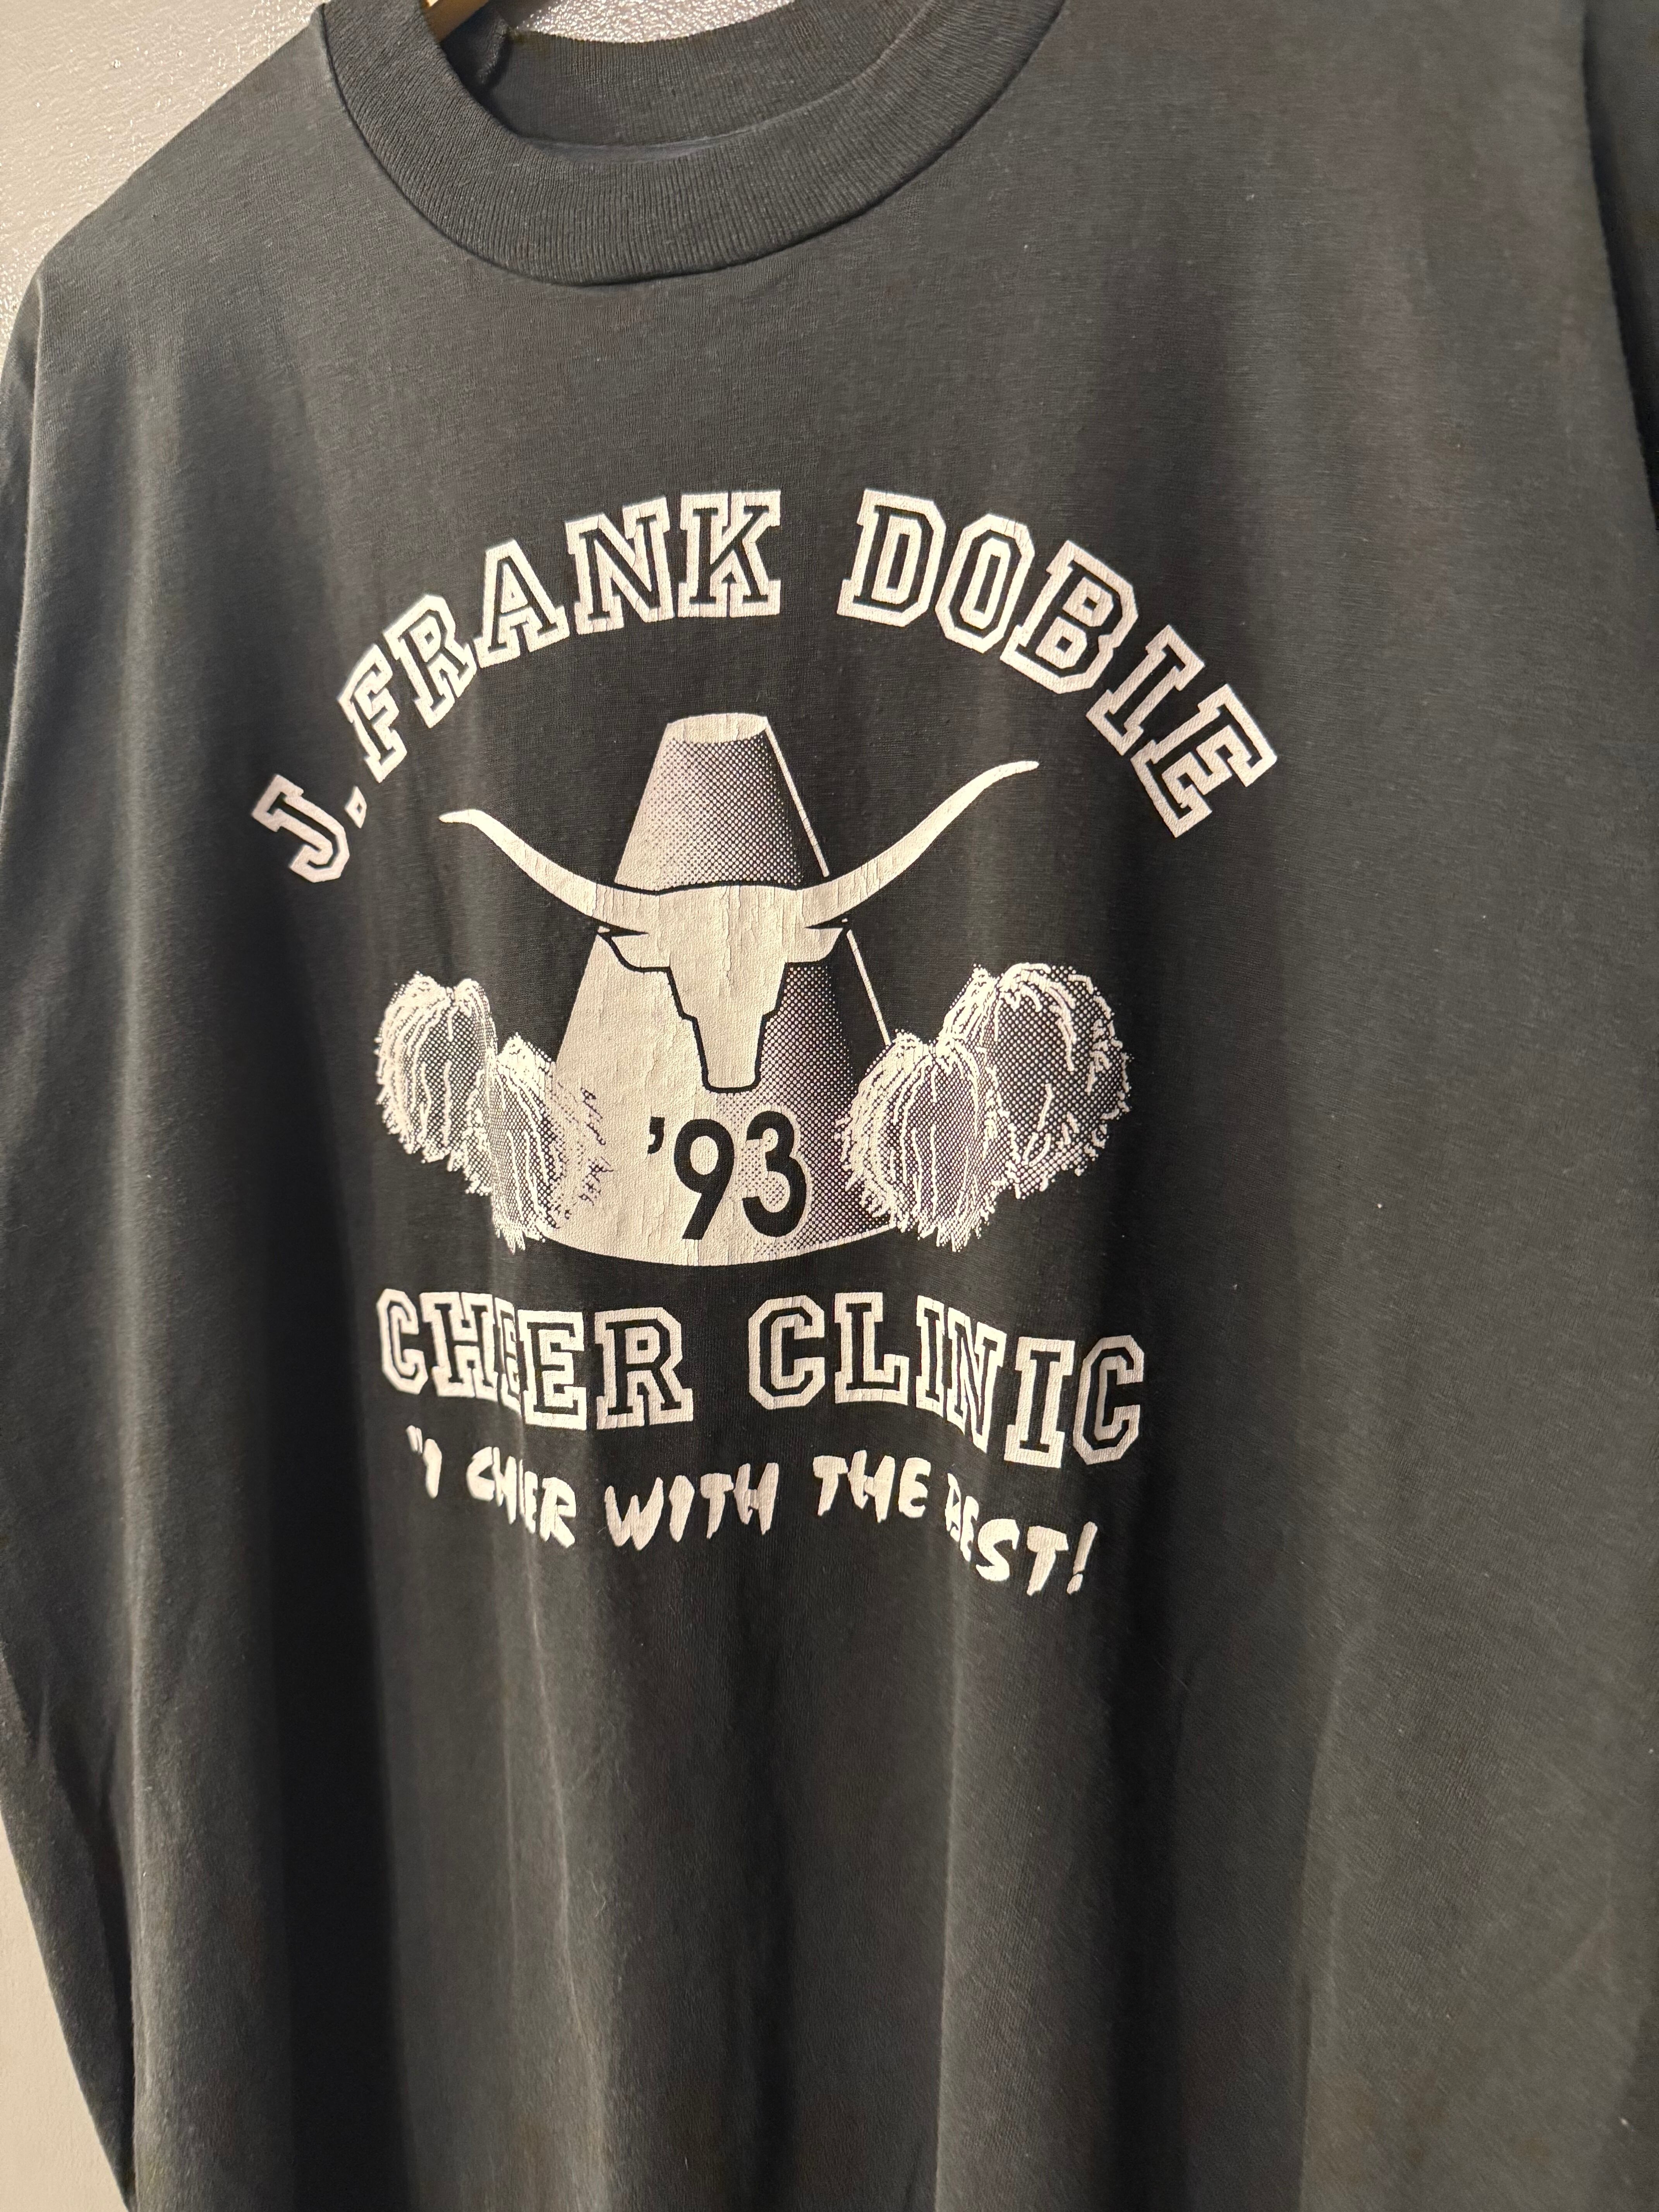 J. FRANK DOBIE
'93
CHEER CLINIC
"I CHEER WITH THE BEST!